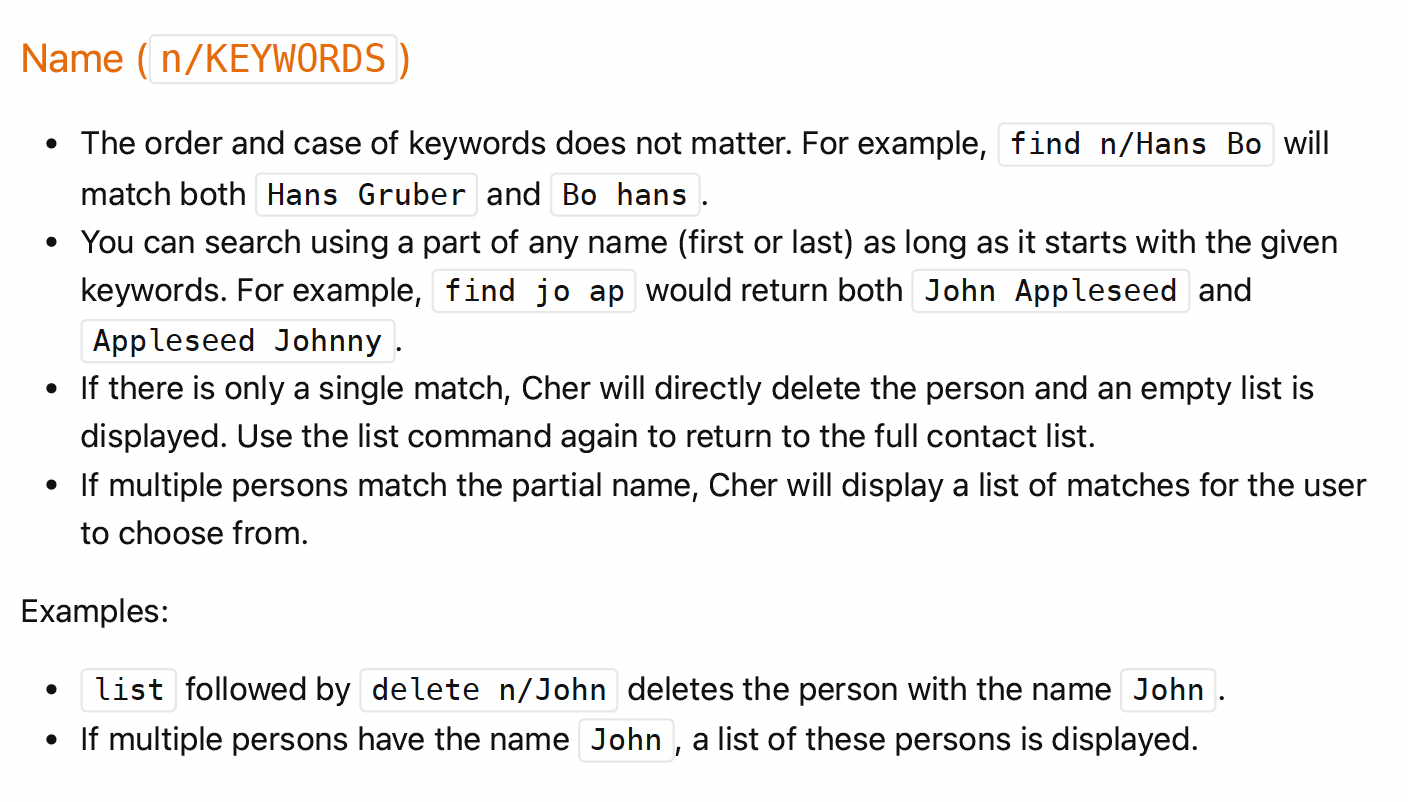 Name (n/KEYWORDS)
• The order and case of keywords does not matter. For example, find n/Hans Bo will
match both Hans Gruber and Bo hans.
• You can search using a part of any name (first or last) as long as it starts with the given
keywords. For example, find jo ap would return both John Appleseed and
Appleseed Johnny.
• If there is only a single match, Cher will directly delete the person and an empty list is
displayed. Use the list command again to return to the full contact list.
• If multiple persons match the partial name, Cher will display a list of matches for the user
to choose from.
Examples:
• list followed by delete n/John deletes the person with the name John.
• If multiple persons have the name John, a list of these persons is displayed.